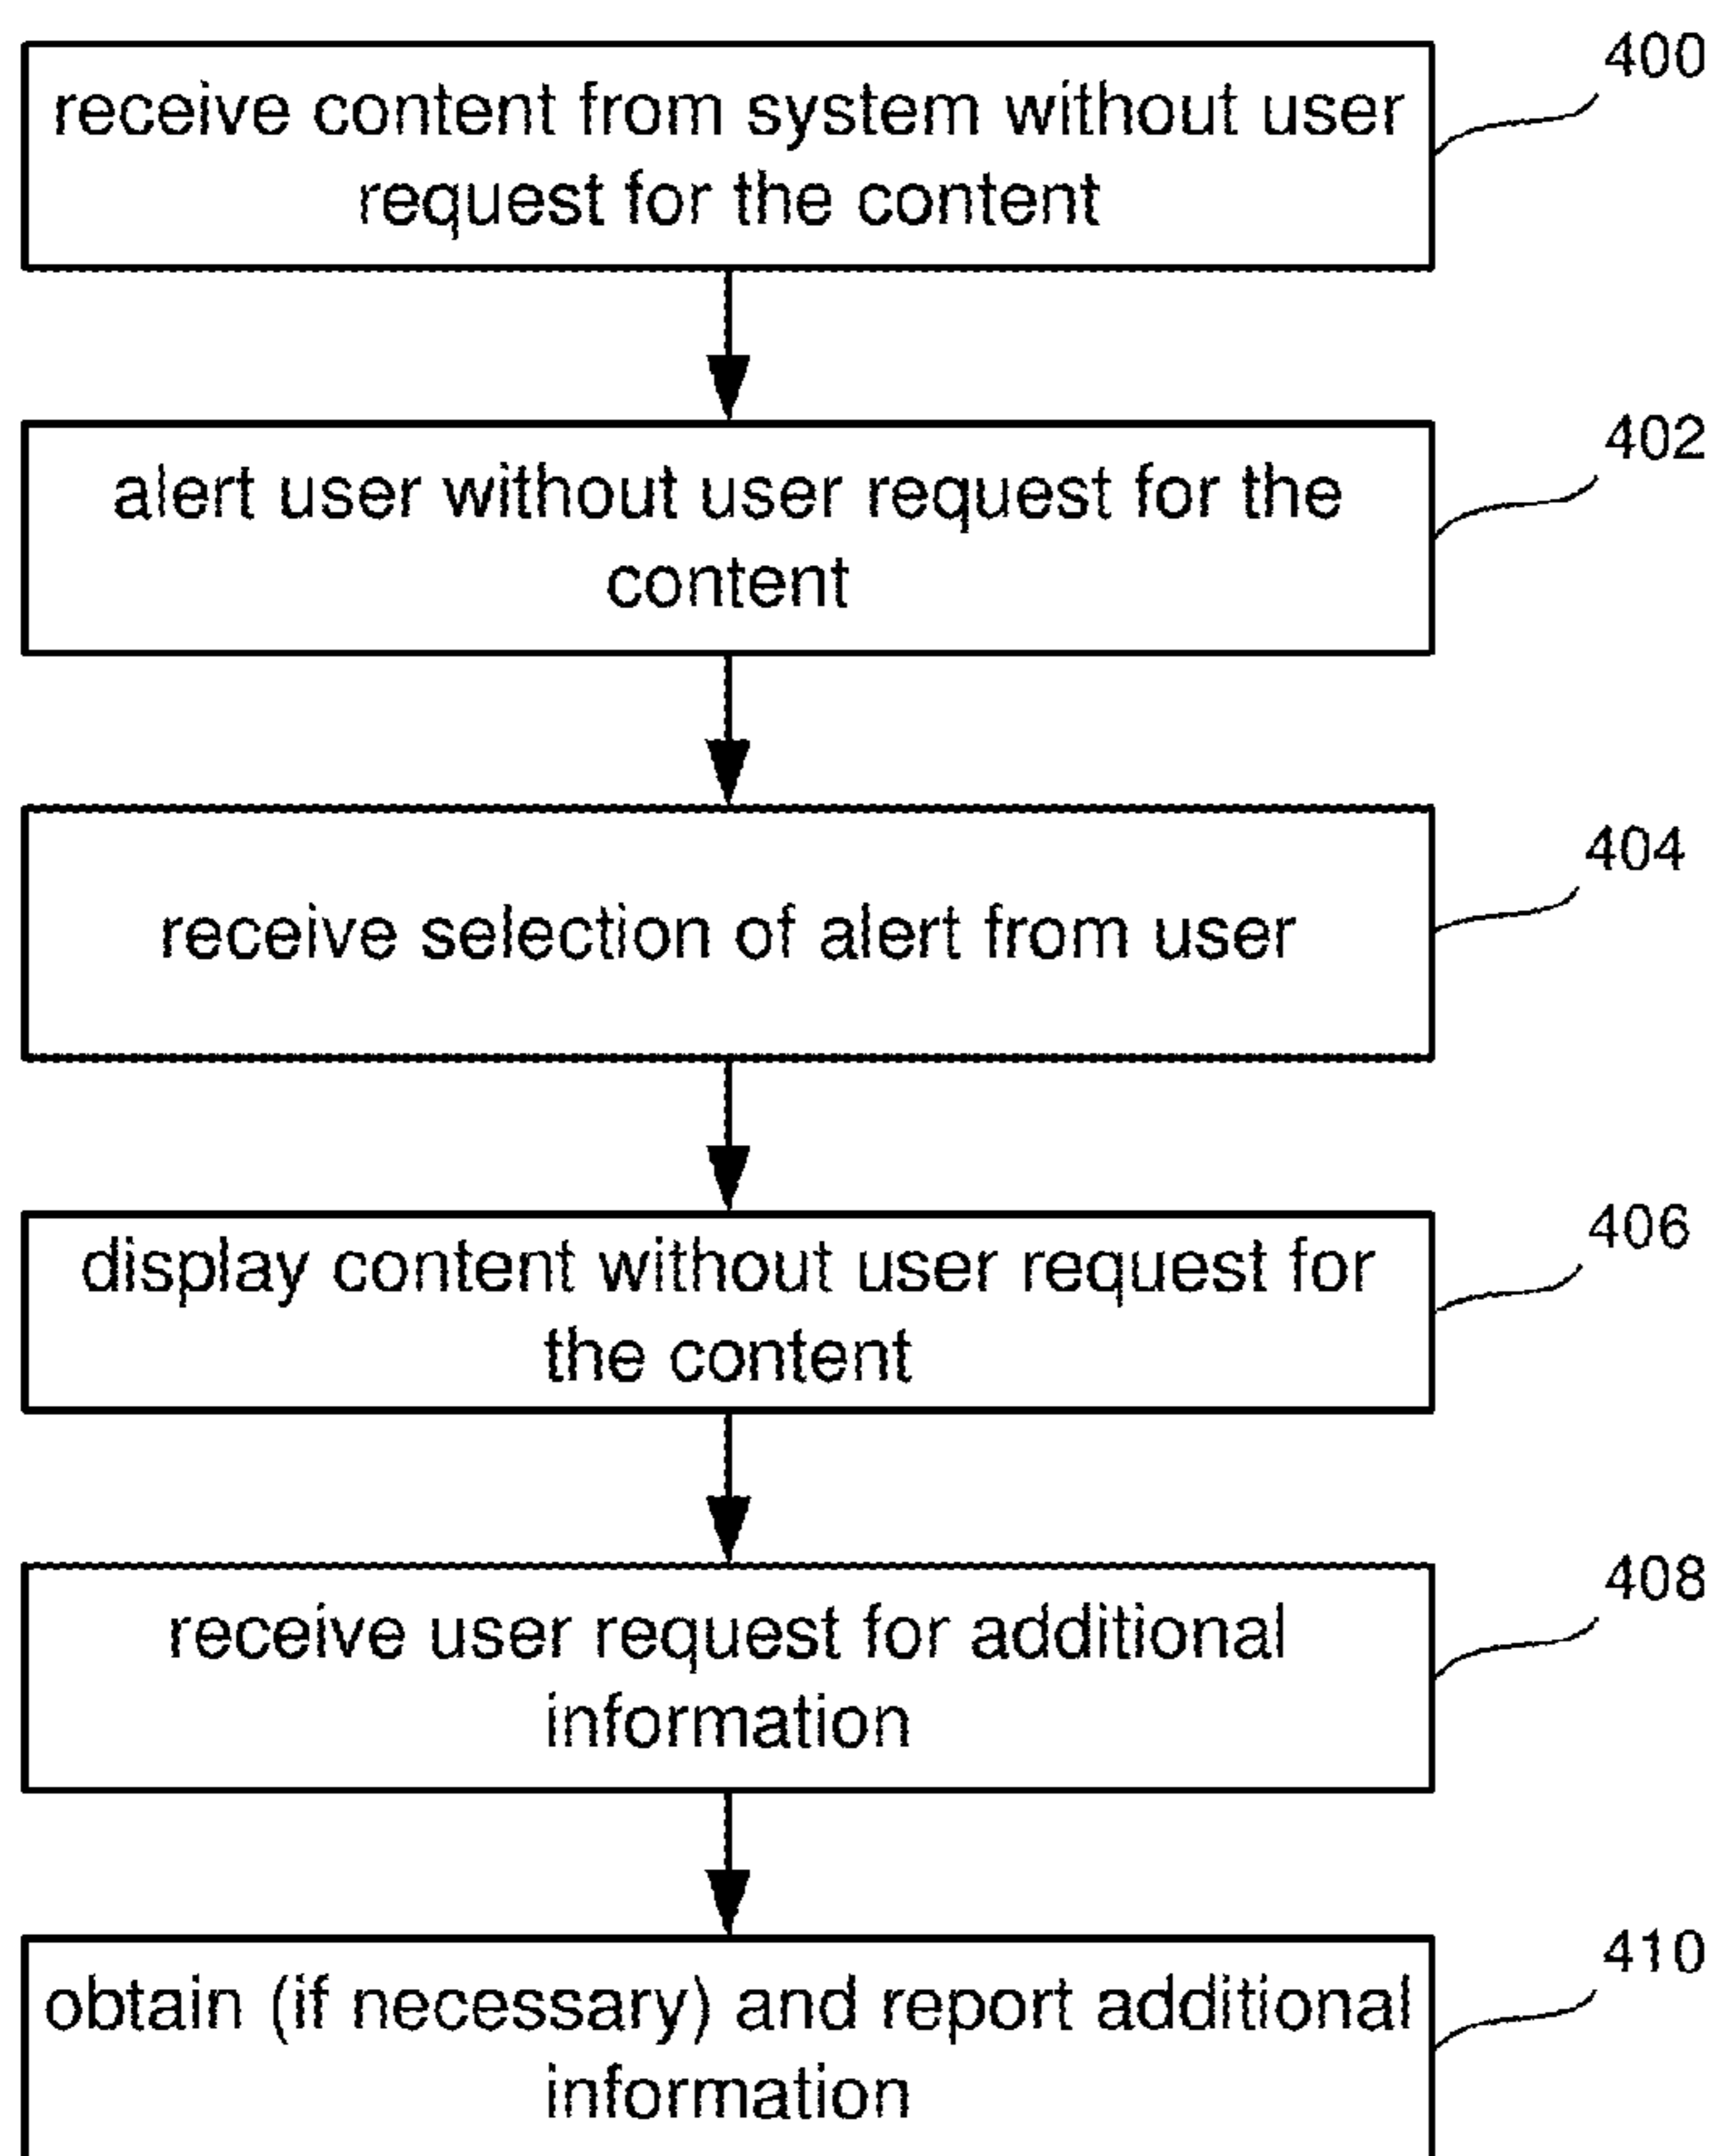 400
receive content from system without user
request for the content
402
alert user without user request for the
content
404
receive selection of alert from user
406
display content without user request for
the content
408
receive user request for additional
information
410
obtain (if necessary) and report additional
information